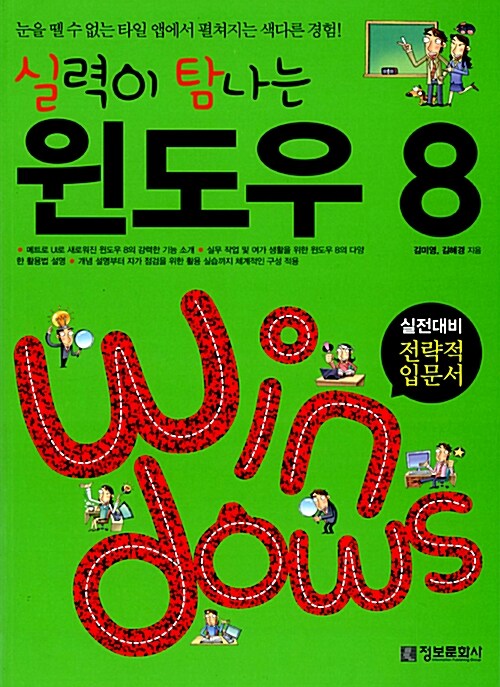 눈을 뗄 수 없는 타일 앱에서 펼쳐지는 색다른 경험!
실력이 탐나는
윈도우 8
• 메트로 UI로 새로워진 윈도우 8의 강력한 기능 소개 • 실무 작업 및 여가 생활을 위한 윈도우 8의 다양
한 활용법 설명 • 개념 설명부터 자가 점검을 위한 활용 실습까지 체계적인 구성 적용
김미영, 김혜경 지음
실전대비
전략적
입문서
win
dows
정보문화사